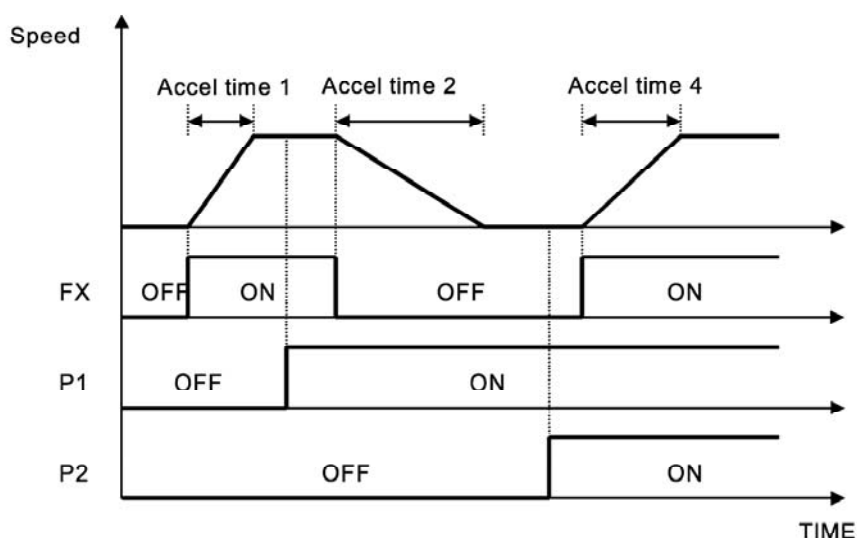 Speed
Accel time 1 Accel time 2 Accel time 4
FX OFF ON OFF ON
P1 OFF ON
P2 OFF ON
TIME